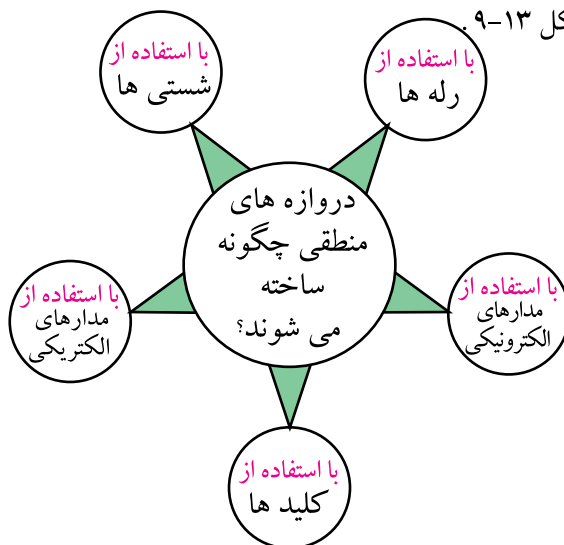 کل ۱۳-۹.
با استفاده از
رله ها
با استفاده از
شستی ها
دروازه های
منطقی چگونه
ساخته
می شوند؟
با استفاده از
مدارهای
الکترونیکی
با استفاده از
مدارهای
الکتریکی
با استفاده از
کلید ها